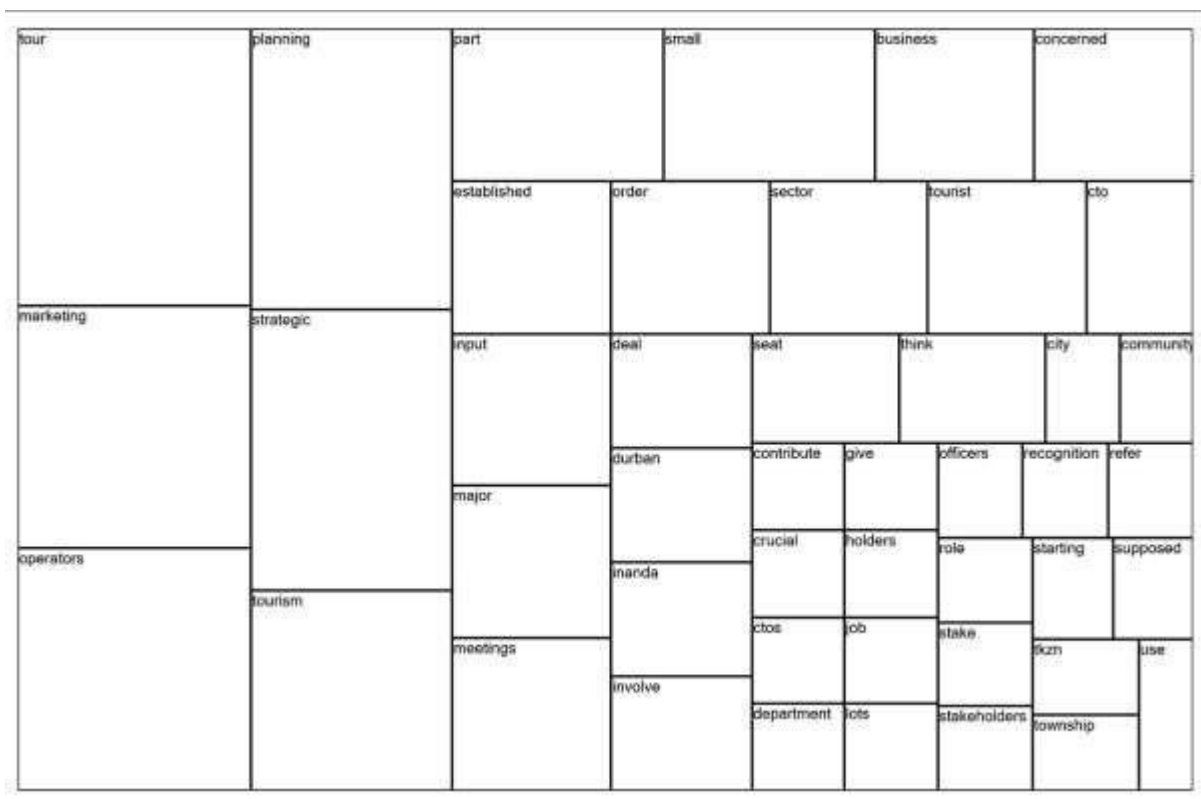 tour
planning
part
small
business
concerned
established
order
sector
tourist
cto
marketing
strategic
input
deal
seat
think
city
community
durban
contribute
give
officers
recognition
refer
major
crucial
holders
role
starting
supposed
operators
inanda
tourism
ctos
job
stake
meetings
tkzn
use
involve
department
lots
stakeholders
township